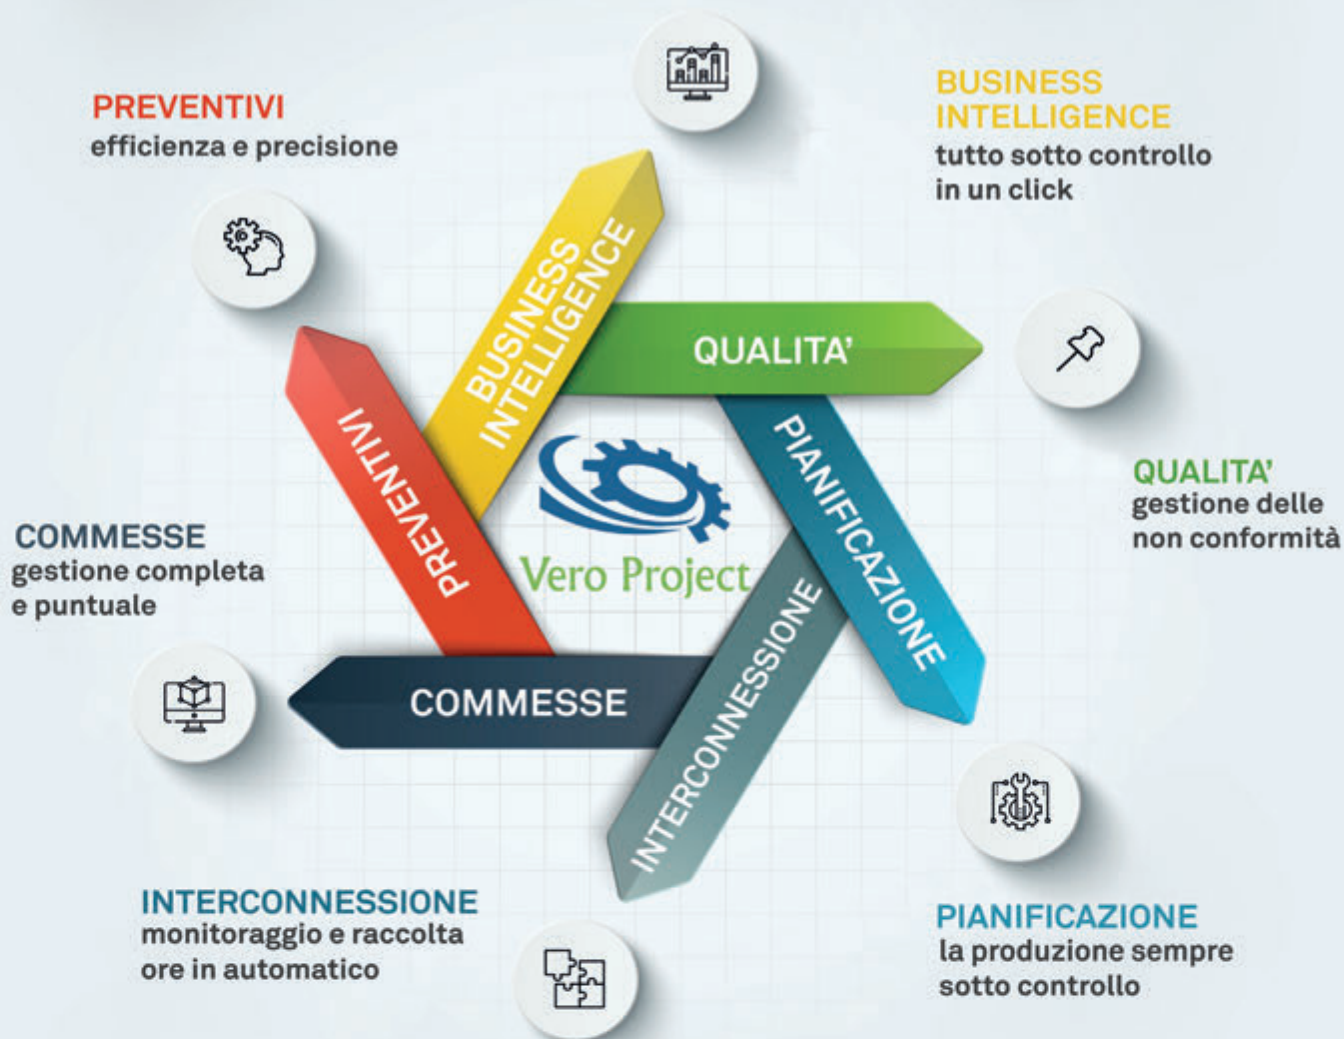 PREVENTIVI
efficienza e precisione
BUSINESS
INTELLIGENCE
tutto sotto controllo
in un click
BUSINESS
INTELLIGENCE
QUALITA'
PREVENTIVI
PIANIFICAZIONE
Vero Project
COMMESSE
gestione completa
e puntuale
QUALITA'
gestione delle
non conformità
COMMESSE
INTERCONNESSIONE
INTERCONNESSIONE
monitoraggio e raccolta
ore in automatico
PIANIFICAZIONE
la produzione sempre
sotto controllo